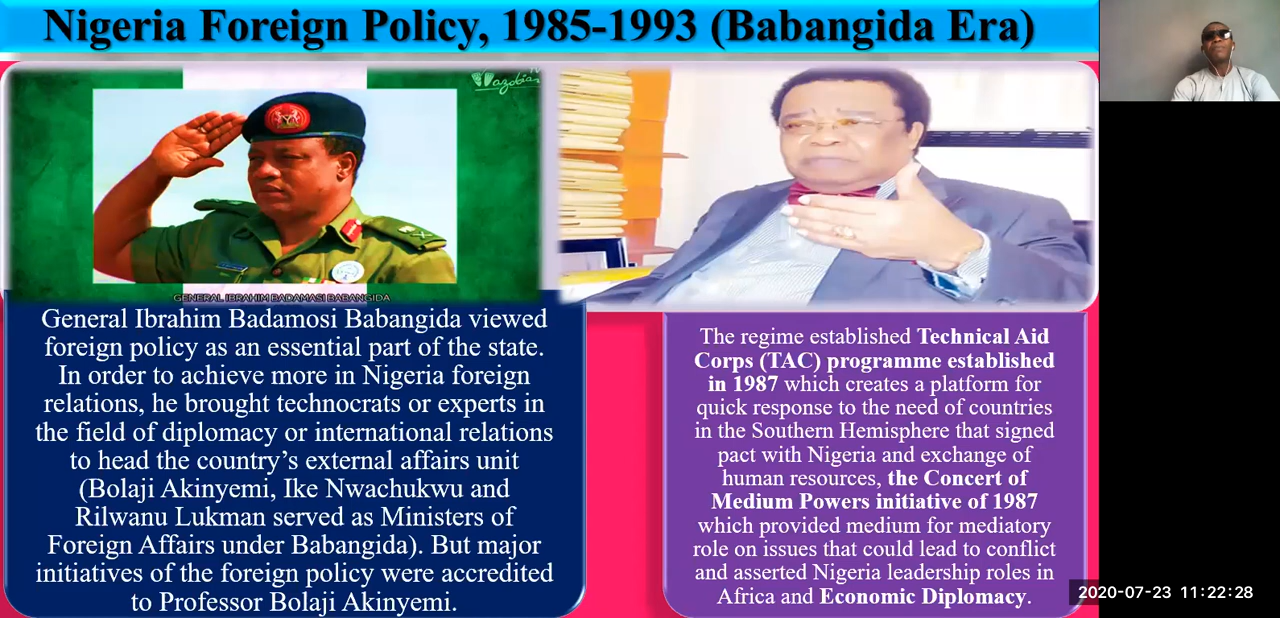 Nigeria Foreign Policy, 1985-1993 (Babangida Era)
Wazobia
GENERAL IBRAHIM BADAMASI BABANGIDA
General Ibrahim Badamosi Babangida viewed
foreign policy as an essential part of the state.
In order to achieve more in Nigeria foreign
relations, he brought technocrats or experts in
the field of diplomacy or international relations
to head the country’s external affairs unit
(Bolaji Akinyemi, Ike Nwachukwu and
Rilwanu Lukman served as Ministers of
Foreign Affairs under Babangida). But major
initiatives of the foreign policy were accredited
to Professor Bolaji Akinyemi.
The regime established Technical Aid
Corps (TAC) programme established
in 1987 which creates a platform for
quick response to the need of countries
in the Southern Hemisphere that signed
pact with Nigeria and exchange of
human resources, the Concert of
Medium Powers initiative of 1987
which provided medium for mediatory
role on issues that could lead to conflict
and asserted Nigeria leadership roles in
Africa and Economic Diplomacy.
2020-07-23 11:22:28